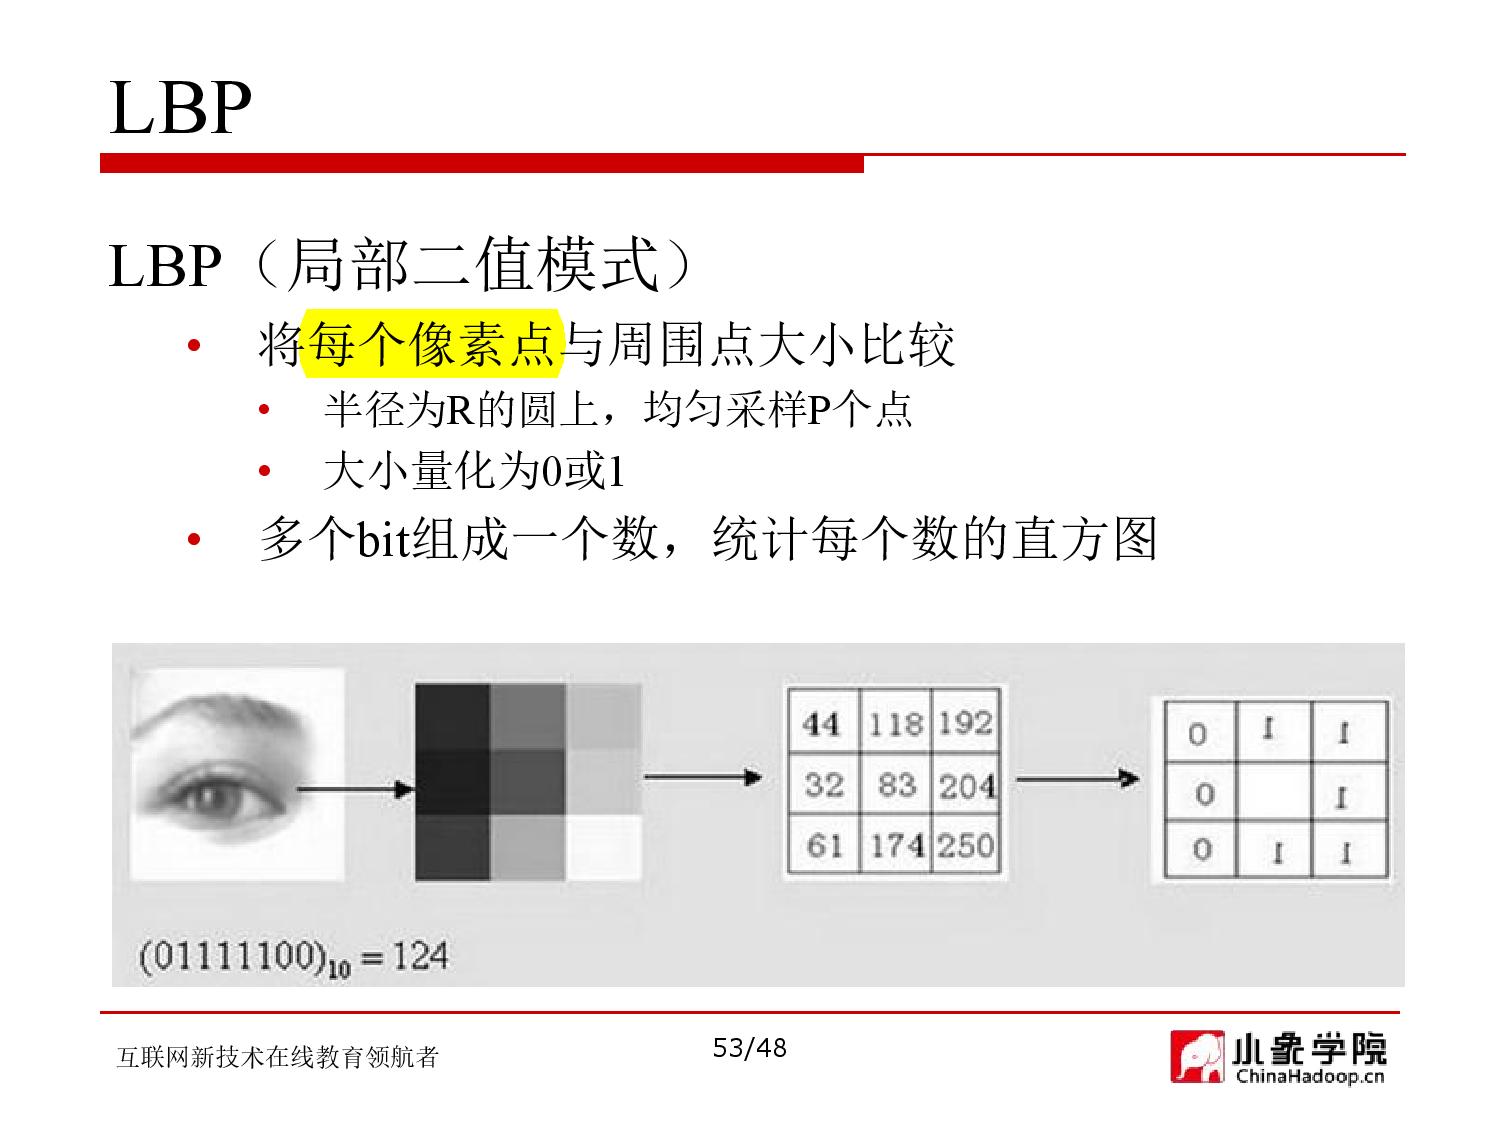 LBP
LBP（局部二值模式）
• 将每个像素点与周围点大小比较
• 半径为R的圆上，均匀采样P个点
• 大小量化为0或1
• 多个bit组成一个数，统计每个数的直方图
44 118 192
32 83 204
61 174 250
0 1 1
0 1
0 1 1
(01111100)10 = 124
互联网新技术在线教育领航者
53/48
小象学院
ChinaHadoop.cn